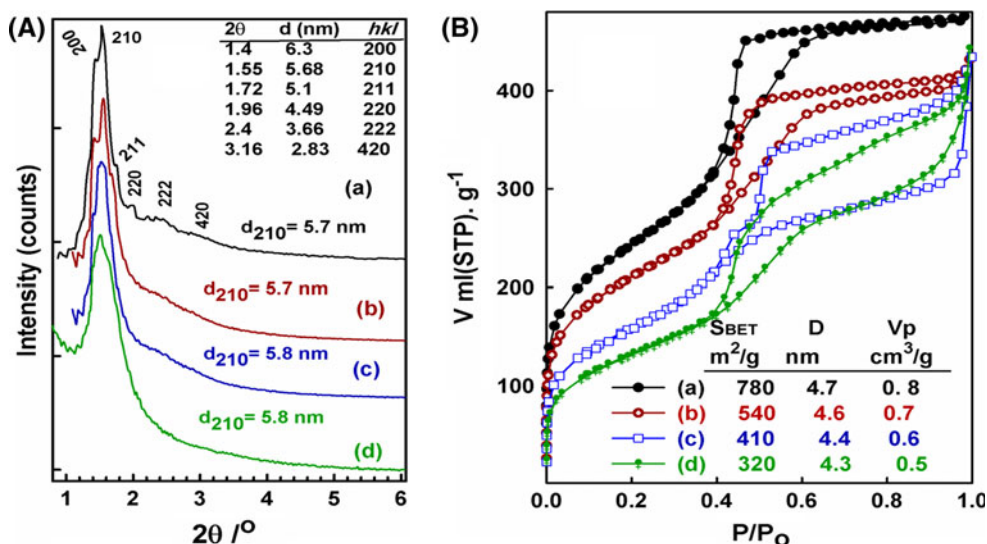 (A)
200
210
211
220
222
420
2θ d (nm) hkl
1.4 6.3 200
1.55 5.68 210
1.72 5.1 211
1.96 4.49 220
2.4 3.66 222
3.16 2.83 420
(a)
d210= 5.7 nm
d210= 5.7 nm
(b)
d210= 5.8 nm
(c)
d210= 5.8 nm
(d)
Intensity (counts)
1 2 3 4 5 6
2θ /O
(B)
V ml(STP). g-1
400
300
200
100
SBET D Vp
m2/g nm cm3/g
(a) 780 4.7 0. 8
(b) 540 4.6 0.7
(c) 410 4.4 0.6
(d) 320 4.3 0.5
0.0 0.2 0.4 0.6 0.8 1.0
P/PO